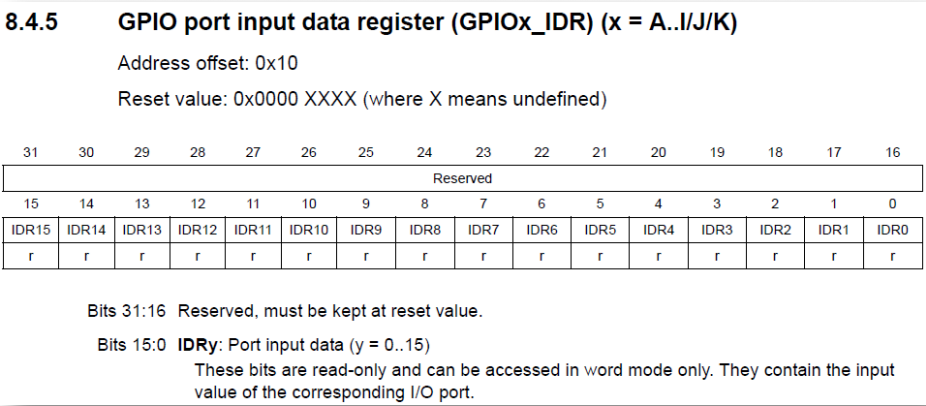 8.4.5 GPIO port input data register (GPIOx_IDR) (x = A..I/J/K)
Address offset: 0x10
Reset value: 0x0000 XXXX (where X means undefined)
31 30 29 28 27 26 25 24 23 22 21 20 19 18 17 16
Reserved
15 14 13 12 11 10 9 8 7 6 5 4 3 2 1 0
IDR15 IDR14 IDR13 IDR12 IDR11 IDR10 IDR9 IDR8 IDR7 IDR6 IDR5 IDR4 IDR3 IDR2 IDR1 IDR0
r r r r r r r r r r r r r r r r
Bits 31:16 Reserved, must be kept at reset value.
Bits 15:0 IDRy: Port input data (y = 0..15)
These bits are read-only and can be accessed in word mode only. They contain the input
value of the corresponding I/O port.